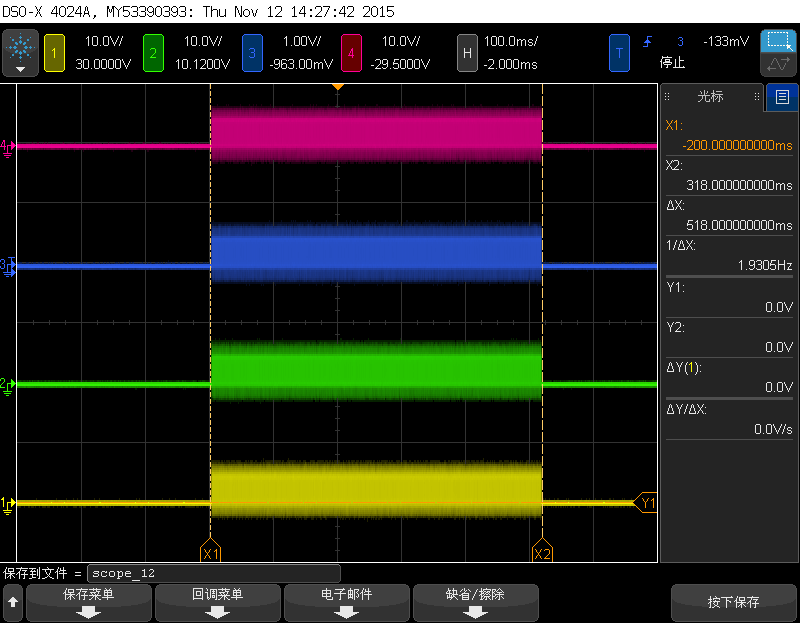 DSO-X 4024A, MY53390393: Thu Nov 12 14:27:42 2015
1 10.0V/ 2 10.0V/ 3 1.00V/ 4 10.0V/ H 100.0ms/ T 3 -133mV
30.0000V 10.1200V -963.00mV -29.5000V -2.000ms 停止
光标
X1:
-200.000000000ms
X2:
318.000000000ms
ΔX:
518.000000000ms
1/ΔX:
1.9305Hz
Y1:
0.0V
Y2:
0.0V
ΔY(1):
0.0V
ΔY/ΔX:
0.0V/s
4
3 T
2
1
Y1
X1 X2
保存到文件 = scope_12
保存菜单 回调菜单 电子邮件 缺省/擦除 按下保存